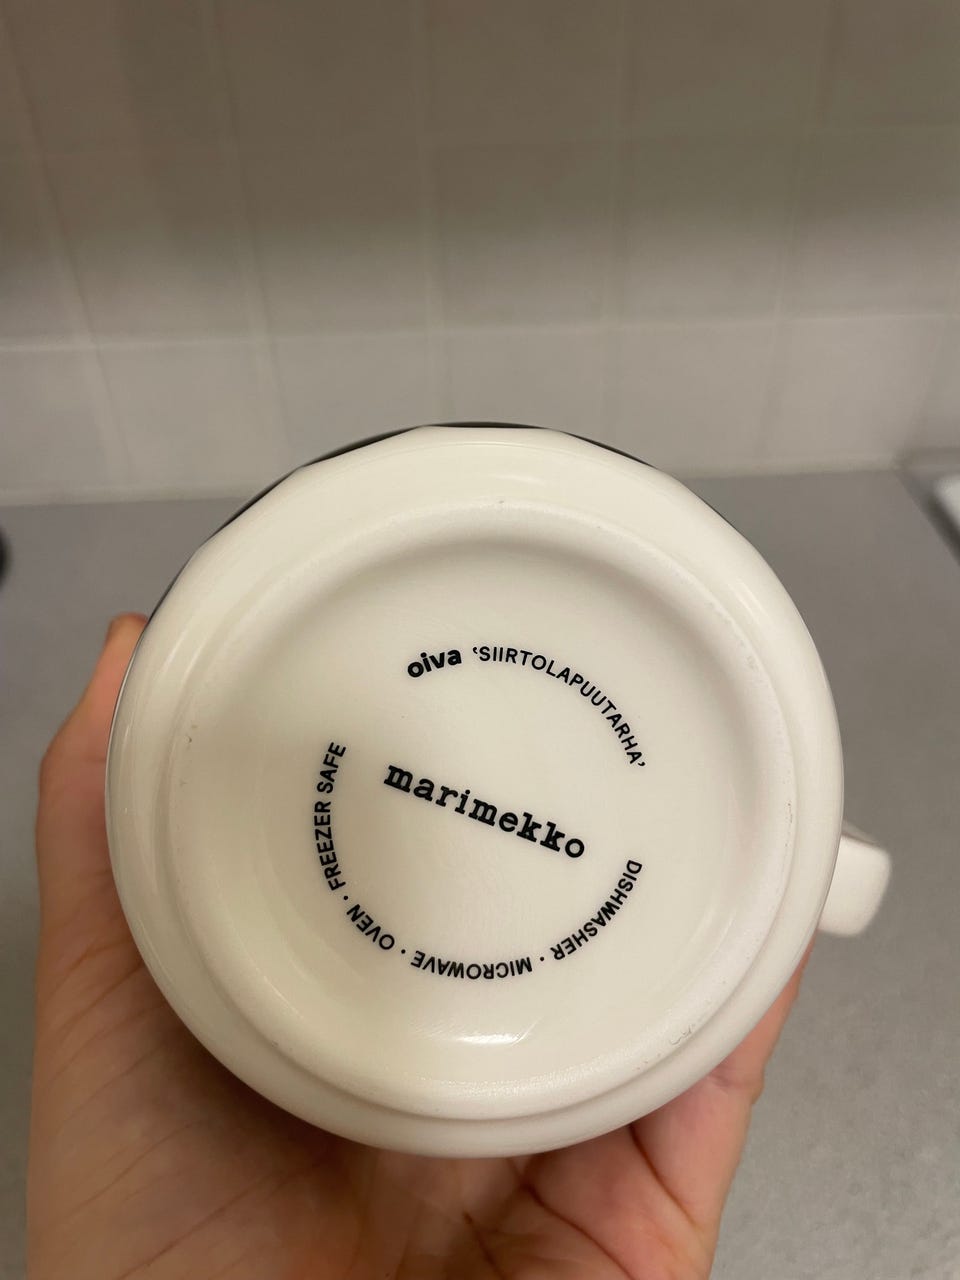 oiva ‘SIIRTOLAPUUTARHA’
marimekko
DISHWASHER · MICROWAVE · OVEN · FREEZER SAFE